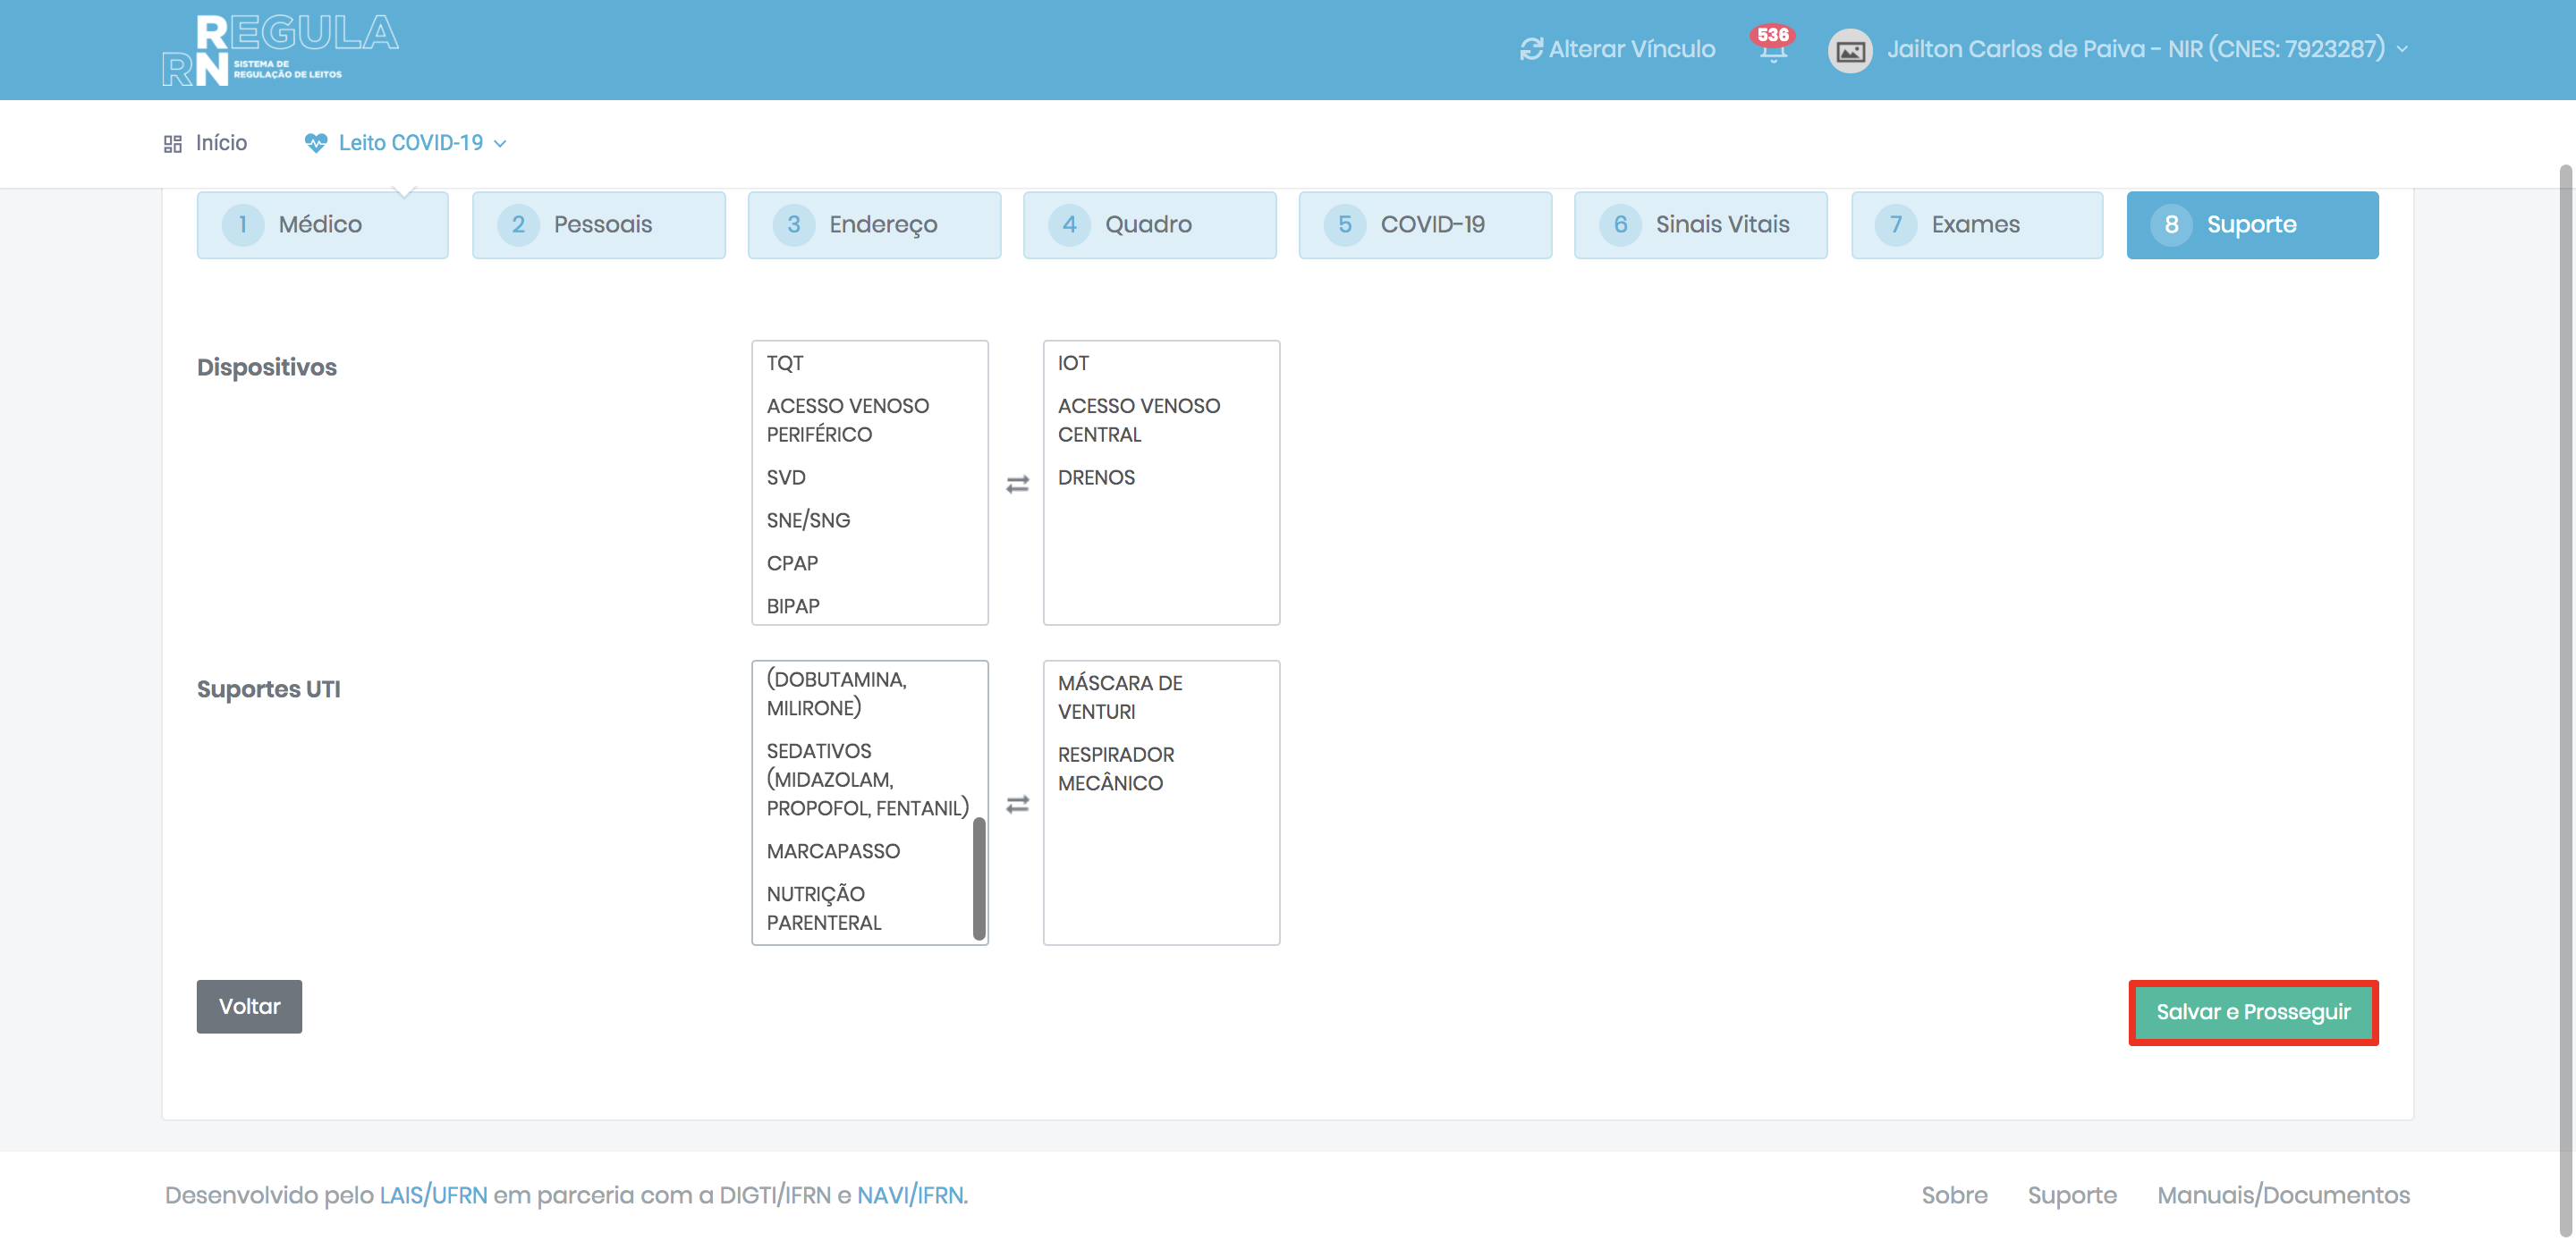 REGULA
RN SISTEMA DE
REGULAÇÃO DE LEITOS
Alterar Vínculo
536
Jailton Carlos de Paiva - NIR (CNES: 7923287)
Início
Leito COVID-19
1 Médico
2 Pessoais
3 Endereço
4 Quadro
5 COVID-19
6 Sinais Vitais
7 Exames
8 Suporte
Dispositivos
TQT
ACESSO VENOSO
PERIFÉRICO
SVD
SNE/SNG
CPAP
BIPAP
IOT
ACESSO VENOSO
CENTRAL
DRENOS
Suportes UTI
(DOBUTAMINA,
MILIRONE)
SEDATIVOS
(MIDAZOLAM,
PROPOFOL, FENTANIL)
MARCAPASSO
NUTRIÇÃO
PARENTERAL
MÁSCARA DE
VENTURI
RESPIRADOR
MECÂNICO
Voltar
Salvar e Prosseguir
Desenvolvido pelo LAIS/UFRN em parceria com a DIGTI/IFRN e NAVI/IFRN.
Sobre
Suporte
Manuais/Documentos